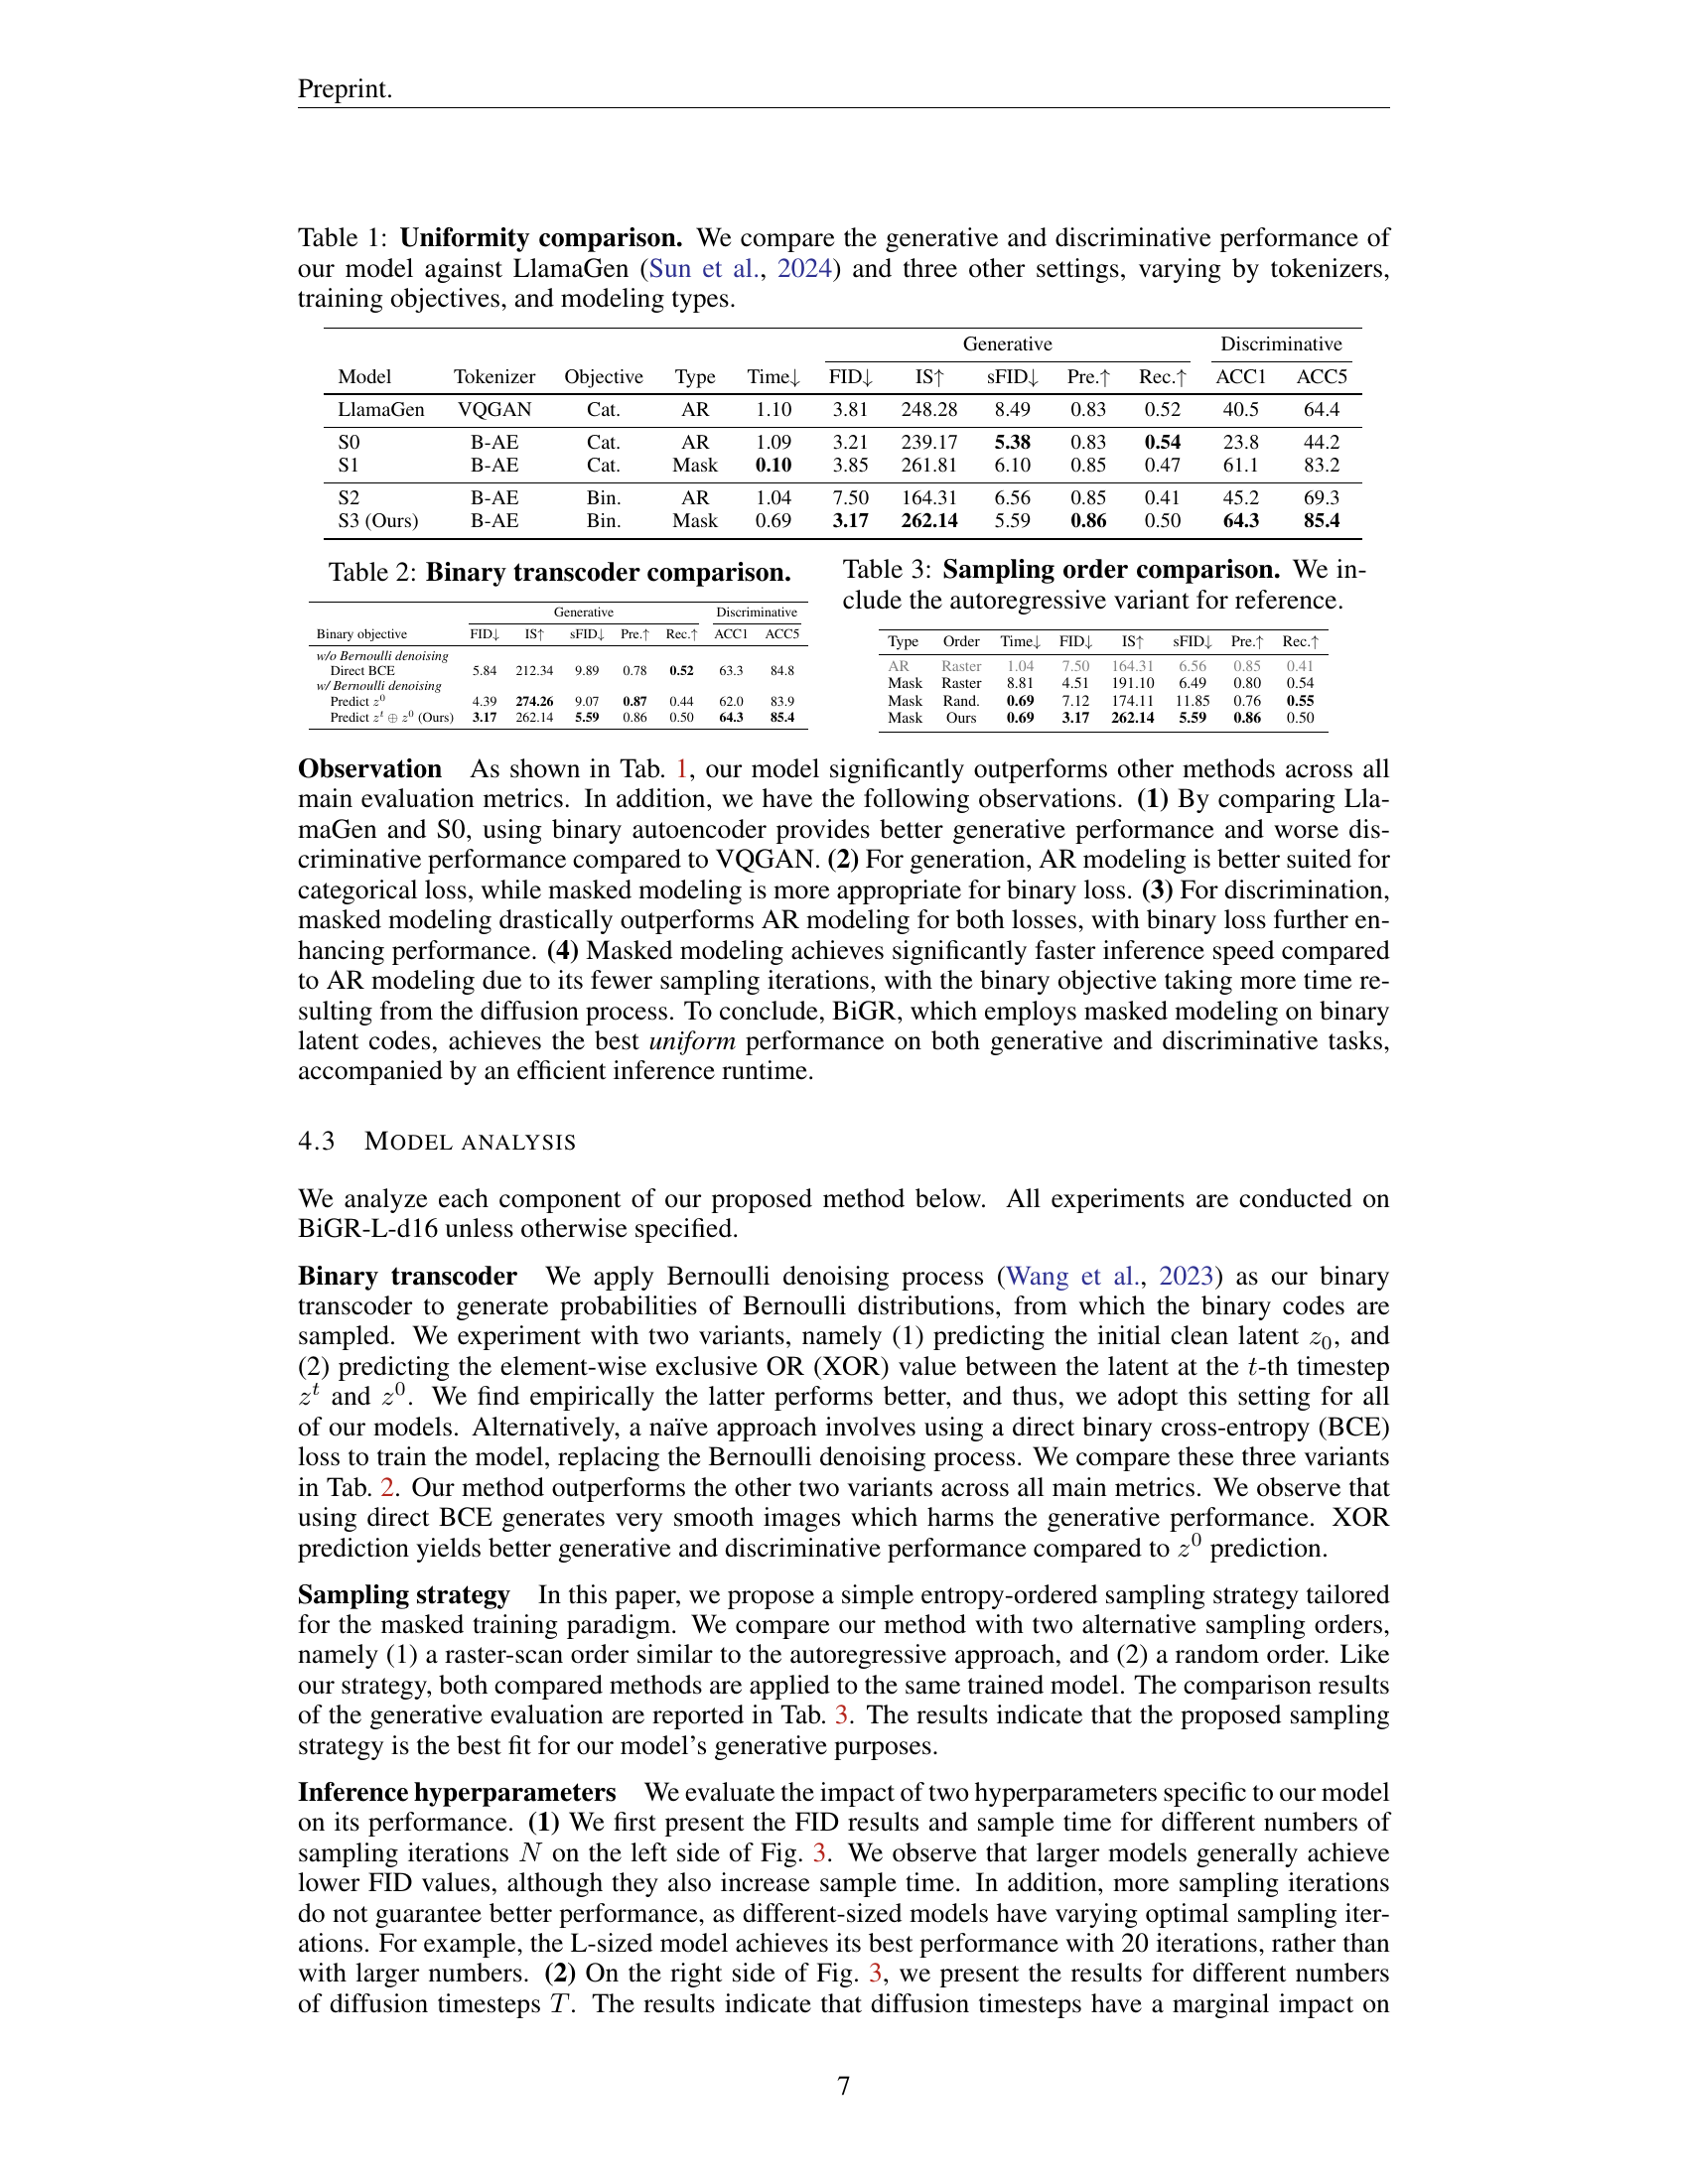 Preprint.
Table 1: Uniformity comparison. We compare the generative and discriminative performance of
our model against LlamaGen (Sun et al., 2024) and three other settings, varying by tokenizers,
training objectives, and modeling types.
Generative Discriminative
Model Tokenizer Objective Type Time↓ FID↓ IS↑ sFID↓ Pre.↑ Rec.↑ ACC1 ACC5
LlamaGen VQGAN Cat. AR 1.10 3.81 248.28 8.49 0.83 0.52 40.5 64.4
S0 B-AE Cat. AR 1.09 3.21 239.17 5.38 0.83 0.54 23.8 44.2
S1 B-AE Cat. Mask 0.10 3.85 261.81 6.10 0.85 0.47 61.1 83.2
S2 B-AE Bin. AR 1.04 7.50 164.31 6.56 0.85 0.41 45.2 69.3
S3 (Ours) B-AE Bin. Mask 0.69 3.17 262.14 5.59 0.86 0.50 64.3 85.4
Table 2: Binary transcoder comparison.
Generative Discriminative
Binary objective FID↓ IS↑ sFID↓ Pre.↑ Rec.↑ ACC1 ACC5
w/o Bernoulli denoising
Direct BCE 5.84 212.34 9.89 0.78 0.52 63.3 84.8
w/ Bernoulli denoising
Predict z⁰ 4.39 274.26 9.07 0.87 0.44 62.0 83.9
Predict zᵗ ⊕ z⁰ (Ours) 3.17 262.14 5.59 0.86 0.50 64.3 85.4
Table 3: Sampling order comparison. We in-
clude the autoregressive variant for reference.
Type Order Time↓ FID↓ IS↑ sFID↓ Pre.↑ Rec.↑
AR Raster 1.04 7.50 164.31 6.56 0.85 0.41
Mask Raster 8.81 4.51 191.10 6.49 0.80 0.54
Mask Rand. 0.69 7.12 174.11 11.85 0.76 0.55
Mask Ours 0.69 3.17 262.14 5.59 0.86 0.50
Observation As shown in Tab. 1, our model significantly outperforms other methods across all
main evaluation metrics. In addition, we have the following observations. (1) By comparing Lla-
maGen and S0, using binary autoencoder provides better generative performance and worse dis-
criminative performance compared to VQGAN. (2) For generation, AR modeling is better suited for
categorical loss, while masked modeling is more appropriate for binary loss. (3) For discrimination,
masked modeling drastically outperforms AR modeling for both losses, with binary loss further en-
hancing performance. (4) Masked modeling achieves significantly faster inference speed compared
to AR modeling due to its fewer sampling iterations, with the binary objective taking more time re-
sulting from the diffusion process. To conclude, BiGR, which employs masked modeling on binary
latent codes, achieves the best uniform performance on both generative and discriminative tasks,
accompanied by an efficient inference runtime.
4.3 MODEL ANALYSIS
We analyze each component of our proposed method below. All experiments are conducted on
BiGR-L-d16 unless otherwise specified.
Binary transcoder We apply Bernoulli denoising process (Wang et al., 2023) as our binary
transcoder to generate probabilities of Bernoulli distributions, from which the binary codes are
sampled. We experiment with two variants, namely (1) predicting the initial clean latent z₀, and
(2) predicting the element-wise exclusive OR (XOR) value between the latent at the t-th timestep
zᵗ and z⁰. We find empirically the latter performs better, and thus, we adopt this setting for all
of our models. Alternatively, a naïve approach involves using a direct binary cross-entropy (BCE)
loss to train the model, replacing the Bernoulli denoising process. We compare these three variants
in Tab. 2. Our method outperforms the other two variants across all main metrics. We observe that
using direct BCE generates very smooth images which harms the generative performance. XOR
prediction yields better generative and discriminative performance compared to z⁰ prediction.
Sampling strategy In this paper, we propose a simple entropy-ordered sampling strategy tailored
for the masked training paradigm. We compare our method with two alternative sampling orders,
namely (1) a raster-scan order similar to the autoregressive approach, and (2) a random order. Like
our strategy, both compared methods are applied to the same trained model. The comparison results
of the generative evaluation are reported in Tab. 3. The results indicate that the proposed sampling
strategy is the best fit for our model's generative purposes.
Inference hyperparameters We evaluate the impact of two hyperparameters specific to our model
on its performance. (1) We first present the FID results and sample time for different numbers of
sampling iterations N on the left side of Fig. 3. We observe that larger models generally achieve
lower FID values, although they also increase sample time. In addition, more sampling iterations
do not guarantee better performance, as different-sized models have varying optimal sampling iter-
ations. For example, the L-sized model achieves its best performance with 20 iterations, rather than
with larger numbers. (2) On the right side of Fig. 3, we present the results for different numbers
of diffusion timesteps T. The results indicate that diffusion timesteps have a marginal impact on
7